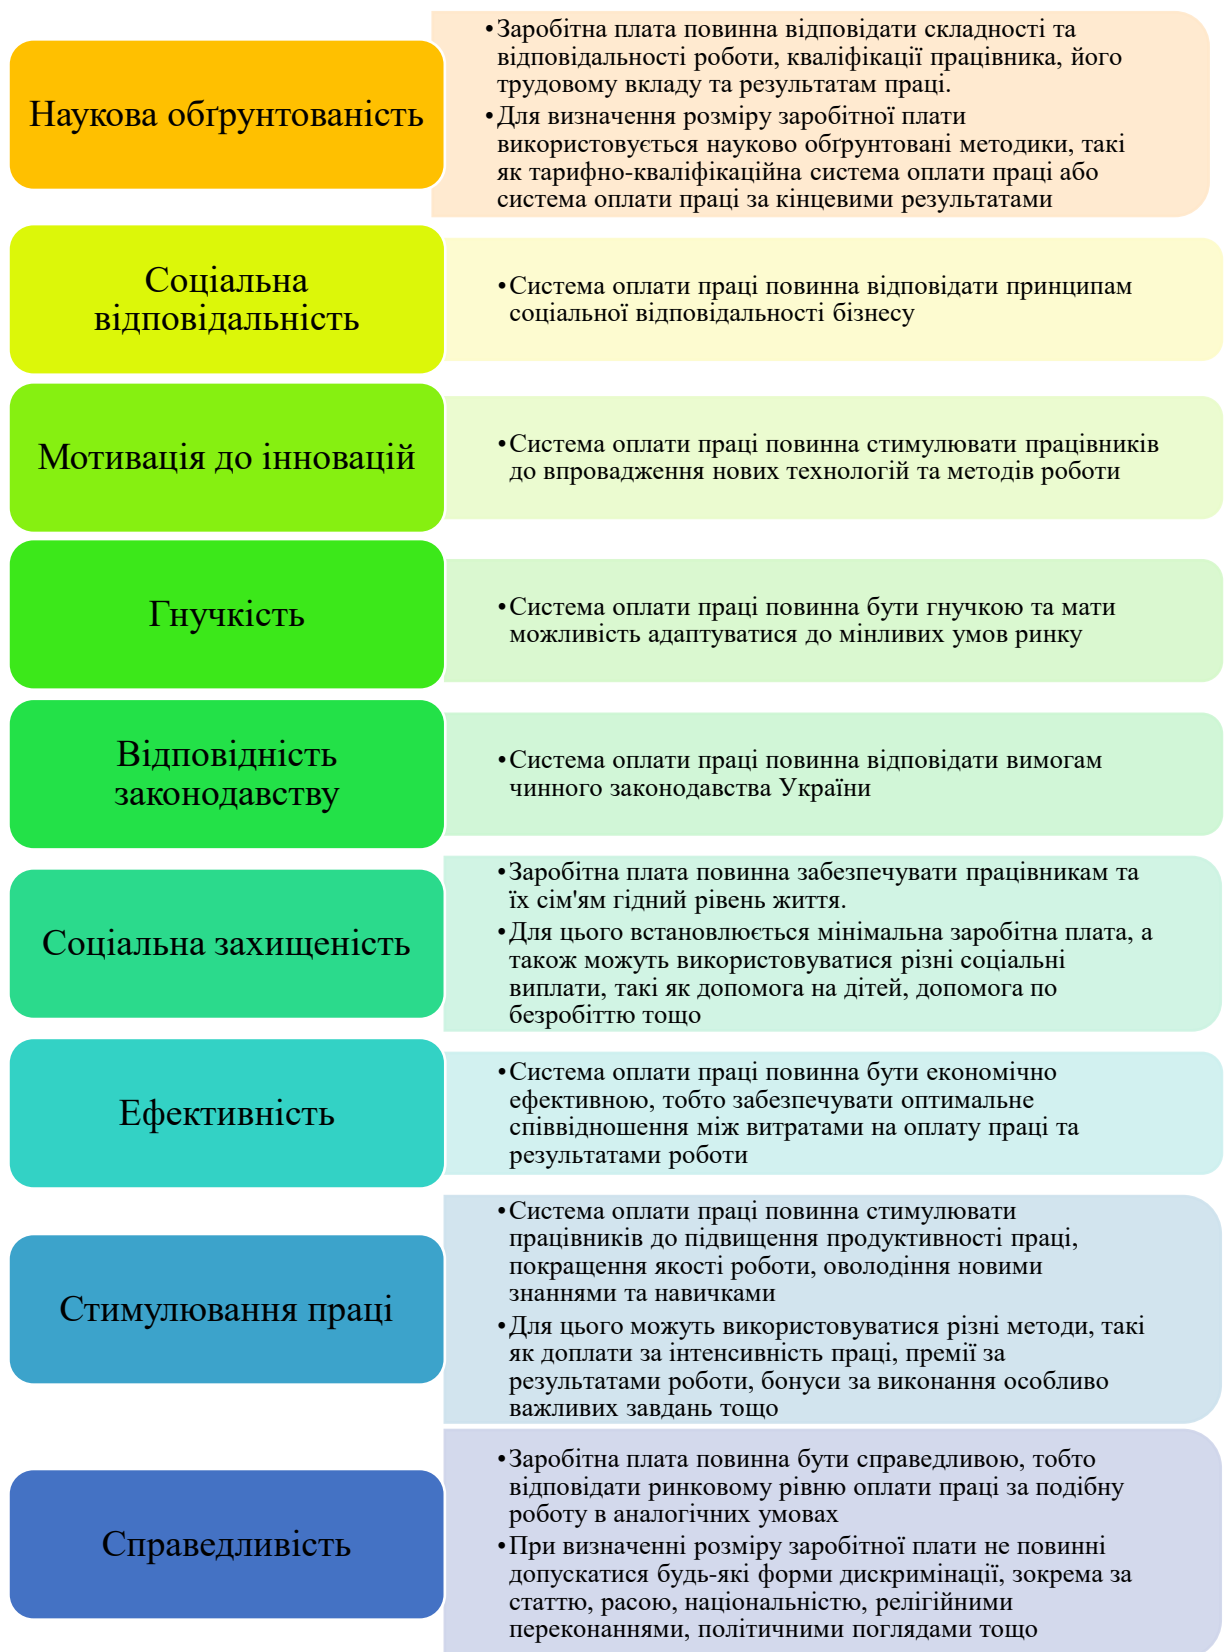 Наукова обґрунтованість
•Заробітна плата повинна відповідати складності та
відповідальності роботи, кваліфікації працівника, його
трудовому вкладу та результатам праці.
•Для визначення розміру заробітної плати
використовується науково обґрунтовані методики, такі
як тарифно-кваліфікаційна система оплати праці або
система оплати праці за кінцевими результатами
Соціальна
відповідальність
•Система оплати праці повинна відповідати принципам
соціальної відповідальності бізнесу
Мотивація до інновацій
•Система оплати праці повинна стимулювати працівників
до впровадження нових технологій та методів роботи
Гнучкість
•Система оплати праці повинна бути гнучкою та мати
можливість адаптуватися до мінливих умов ринку
Відповідність
законодавству
•Система оплати праці повинна відповідати вимогам
чинного законодавства України
Соціальна захищеність
•Заробітна плата повинна забезпечувати працівникам та
їх сім'ям гідний рівень життя.
•Для цього встановлюється мінімальна заробітна плата, а
також можуть використовуватися різні соціальні
виплати, такі як допомога на дітей, допомога по
безробіттю тощо
Ефективність
•Система оплати праці повинна бути економічно
ефективною, тобто забезпечувати оптимальне
співвідношення між витратами на оплату праці та
результатами роботи
Стимулювання праці
•Система оплати праці повинна стимулювати
працівників до підвищення продуктивності праці,
покращення якості роботи, оволодіння новими
знаннями та навичками
•Для цього можуть використовуватися різні методи, такі
як доплати за інтенсивність праці, премії за
результатами роботи, бонуси за виконання особливо
важливих завдань тощо
Справедливість
•Заробітна плата повинна бути справедливою, тобто
відповідати ринковому рівню оплати праці за подібну
роботу в аналогічних умовах
•При визначенні розміру заробітної плати не повинні
допускатися будь-які форми дискримінації, зокрема за
статтю, расою, національністю, релігійними
переконаннями, політичними поглядами тощо